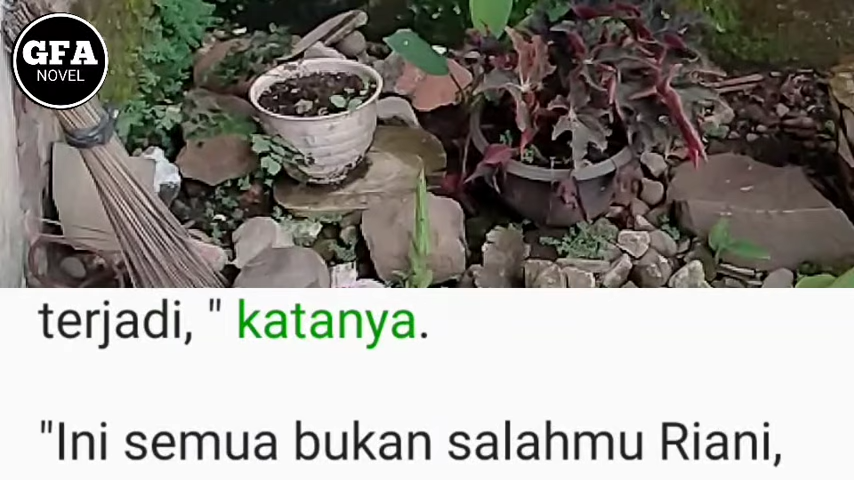 GFA
NOVEL
terjadi, " katanya.
"Ini semua bukan salahmu Riani,